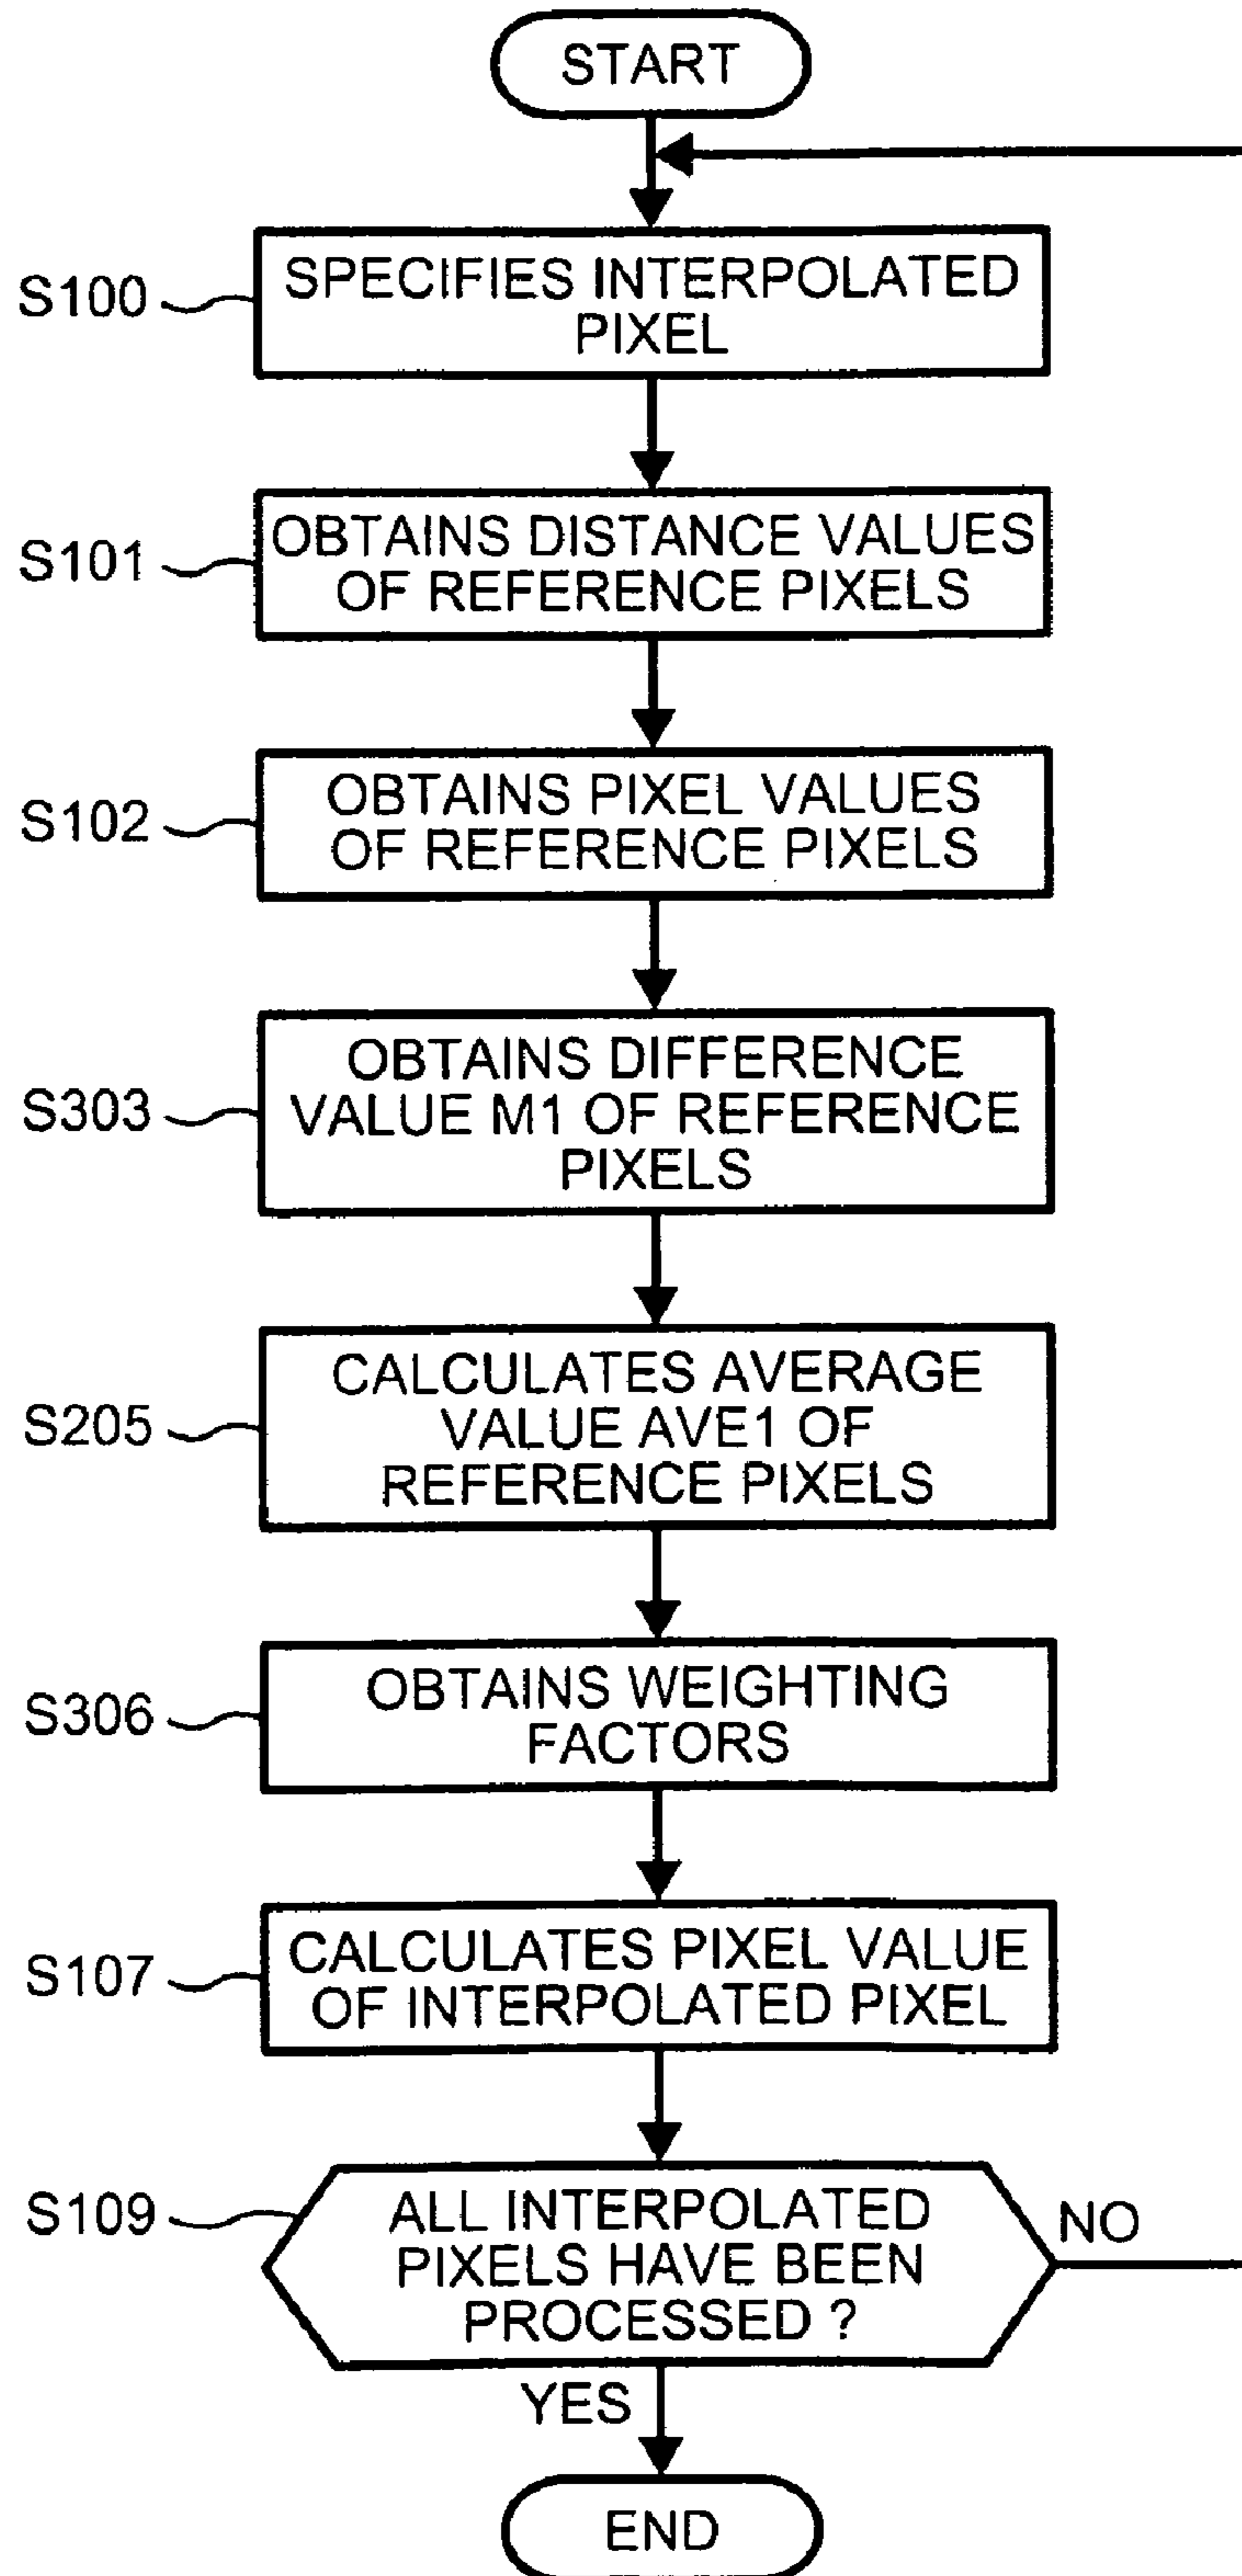 START
S100
SPECIFIES INTERPOLATED
PIXEL
S101
OBTAINS DISTANCE VALUES
OF REFERENCE PIXELS
S102
OBTAINS PIXEL VALUES
OF REFERENCE PIXELS
S303
OBTAINS DIFFERENCE
VALUE M1 OF REFERENCE
PIXELS
S205
CALCULATES AVERAGE
VALUE AVE1 OF
REFERENCE PIXELS
S306
OBTAINS WEIGHTING
FACTORS
S107
CALCULATES PIXEL VALUE
OF INTERPOLATED PIXEL
S109
ALL INTERPOLATED
PIXELS HAVE BEEN
PROCESSED ?
NO
YES
END